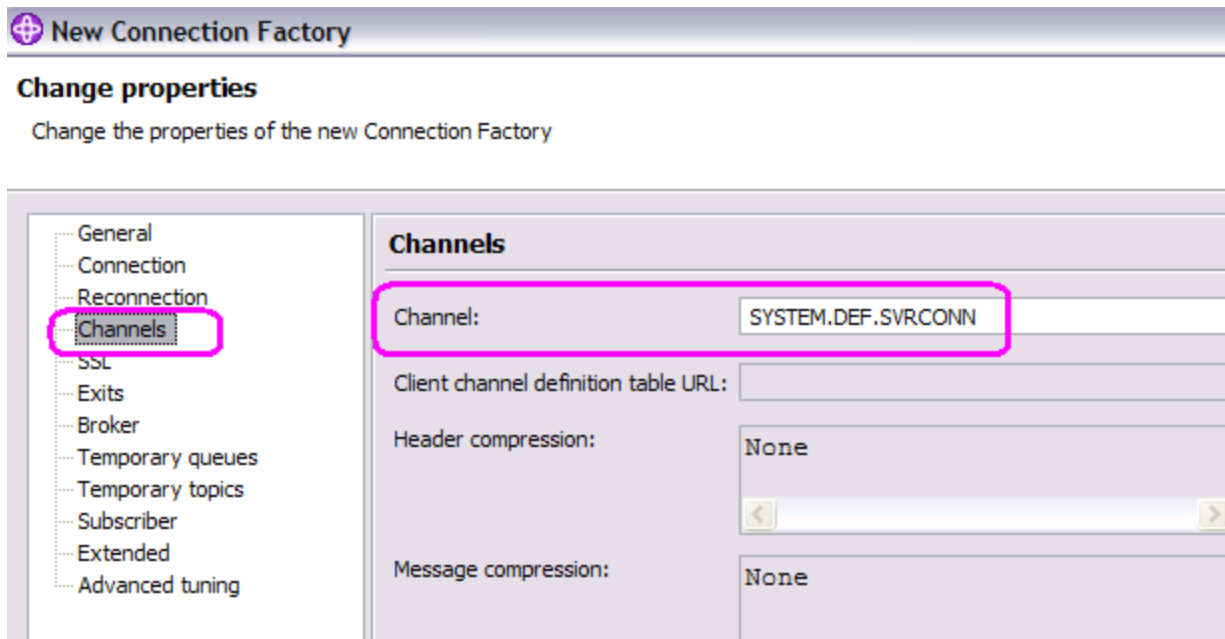 New Connection Factory
Change properties
Change the properties of the new Connection Factory
General
Connection
Reconnection
Channels
SSL
Exits
Broker
Temporary queues
Temporary topics
Subscriber
Extended
Advanced tuning
Channels
Channel: SYSTEM.DEF.SVRCONN
Client channel definition table URL:
Header compression: None
Message compression: None